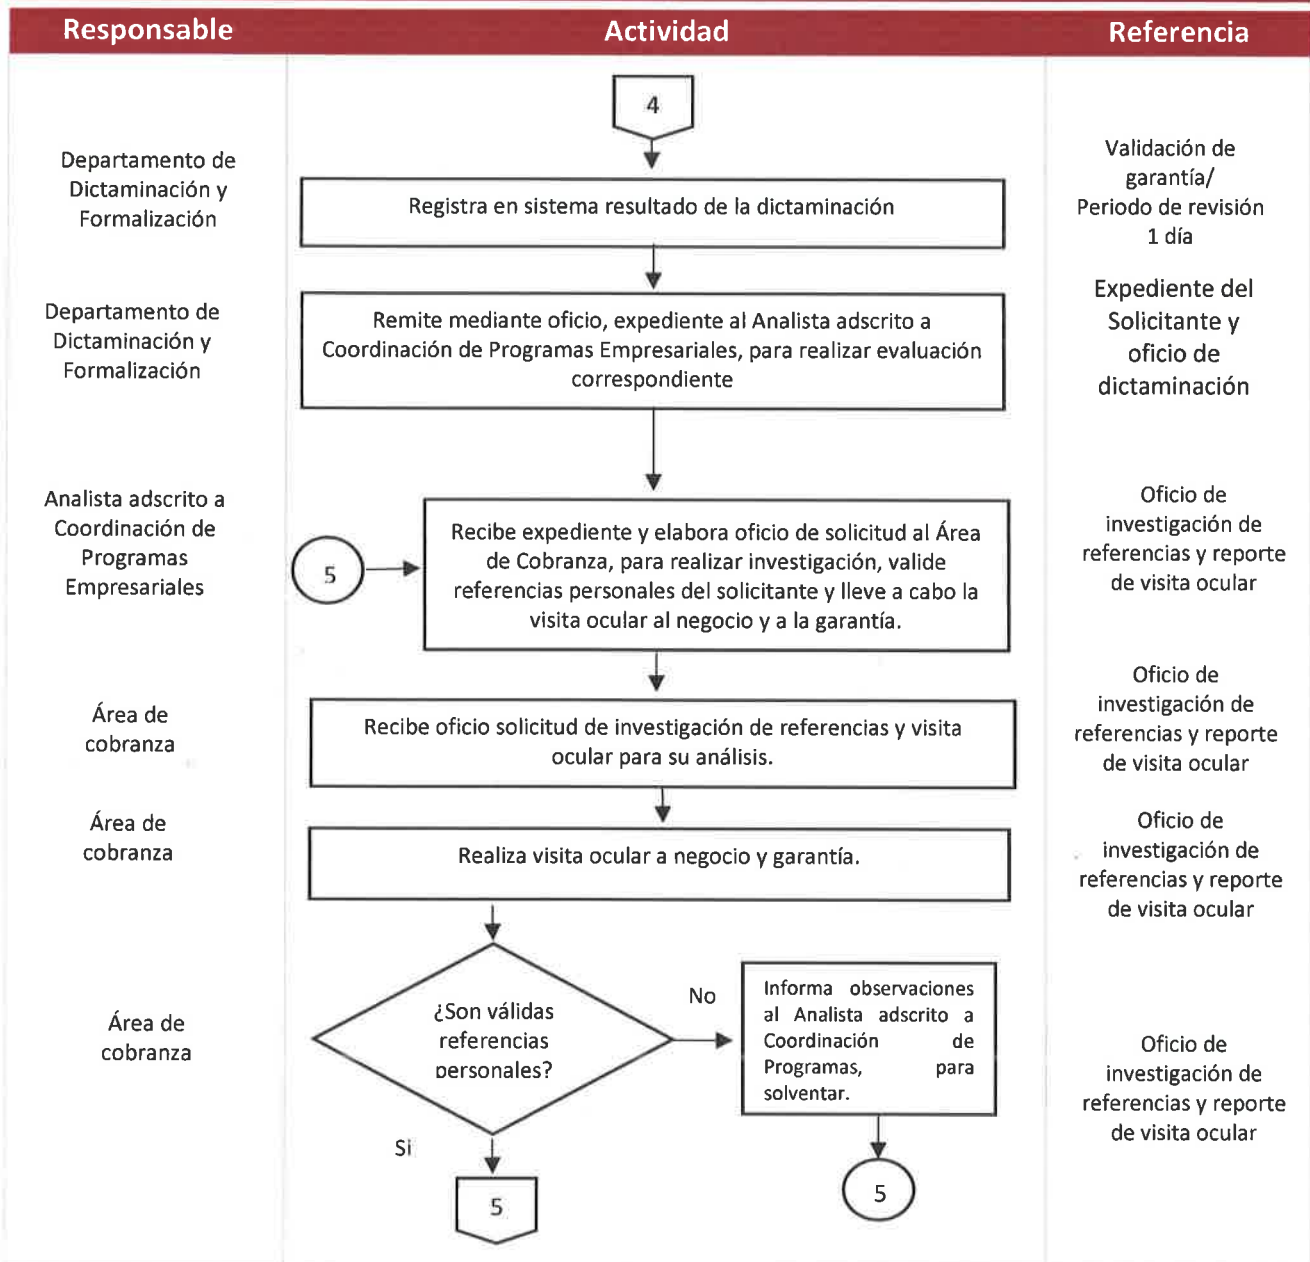 Responsable
Actividad
Referencia
4
Departamento de
Dictaminación y
Formalización
Registra en sistema resultado de la dictaminación
Validación de
garantía/
Periodo de revisión
1 día
Departamento de
Dictaminación y
Formalización
Remite mediante oficio, expediente al Analista adscrito a
Coordinación de Programas Empresariales, para realizar evaluación
correspondiente
Expediente del
Solicitante y
oficio de
dictaminación
Analista adscrito a
Coordinación de
Programas
Empresariales
5
Recibe expediente y elabora oficio de solicitud al Área
de Cobranza, para realizar investigación, valide
referencias personales del solicitante y lleve a cabo la
visita ocular al negocio y a la garantía.
Oficio de
investigación de
referencias y reporte
de visita ocular
Área de
cobranza
Recibe oficio solicitud de investigación de referencias y visita
ocular para su análisis.
Oficio de
investigación de
referencias y reporte
de visita ocular
Área de
cobranza
Realiza visita ocular a negocio y garantía.
Oficio de
investigación de
referencias y reporte
de visita ocular
Área de
cobranza
¿Son válidas
referencias
personales?
No
Informa observaciones
al Analista adscrito a
Coordinación de
Programas, para
solventar.
Oficio de
investigación de
referencias y reporte
de visita ocular
Si
5
5